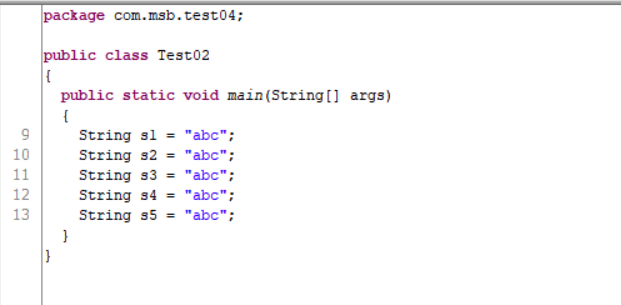 package com.msb.test04;
public class Test02
{
public static void main(String[] args)
{
9 String s1 = "abc";
10 String s2 = "abc";
11 String s3 = "abc";
12 String s4 = "abc";
13 String s5 = "abc";
}
}